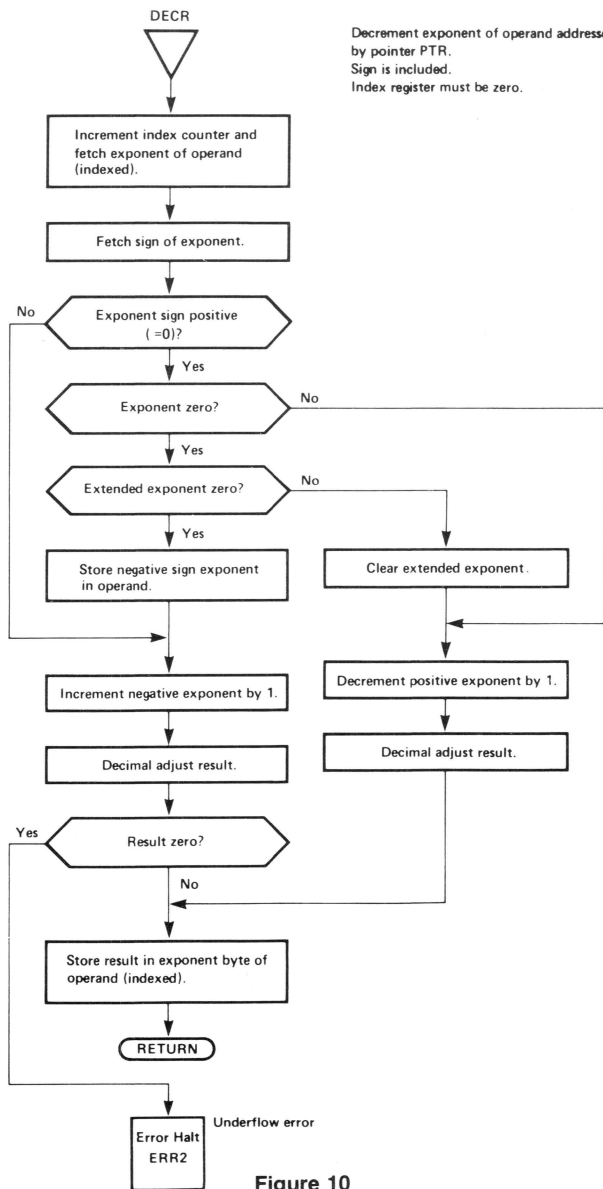 DECR
Decrement exponent of operand
by pointer PTR.
Sign is included.
Index register must be zero.
Increment index counter and
fetch exponent of operand
(indexed).
Fetch sign of exponent.
No
Exponent sign positive
( =0)?
Yes
Exponent zero?
No
Yes
Extended exponent zero?
No
Yes
Store negative sign exponent
in operand.
Clear extended exponent.
Increment negative exponent by 1.
Decrement positive exponent by 1.
Decimal adjust result.
Decimal adjust result.
Yes
Result zero?
No
Store result in exponent byte of
operand (indexed).
RETURN
Error Halt
ERR2
Underflow error
Figure 10